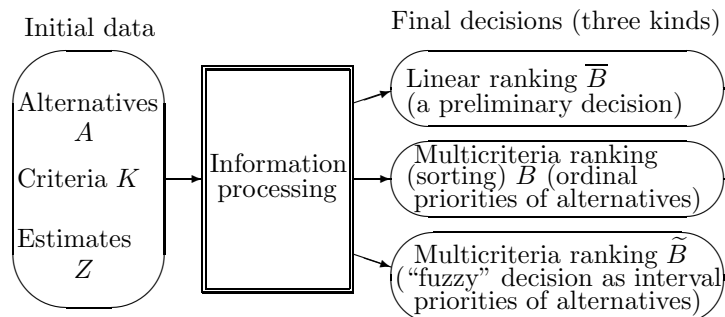 Initial data
Alternatives
A
Criteria K
Estimates
Z
Information
processing
Final decisions (three kinds)
Linear ranking B̅
(a preliminary decision)
Multicriteria ranking
(sorting) B (ordinal
priorities of alternatives)
Multicriteria ranking B̃
(“fuzzy” decision as interval
priorities of alternatives)